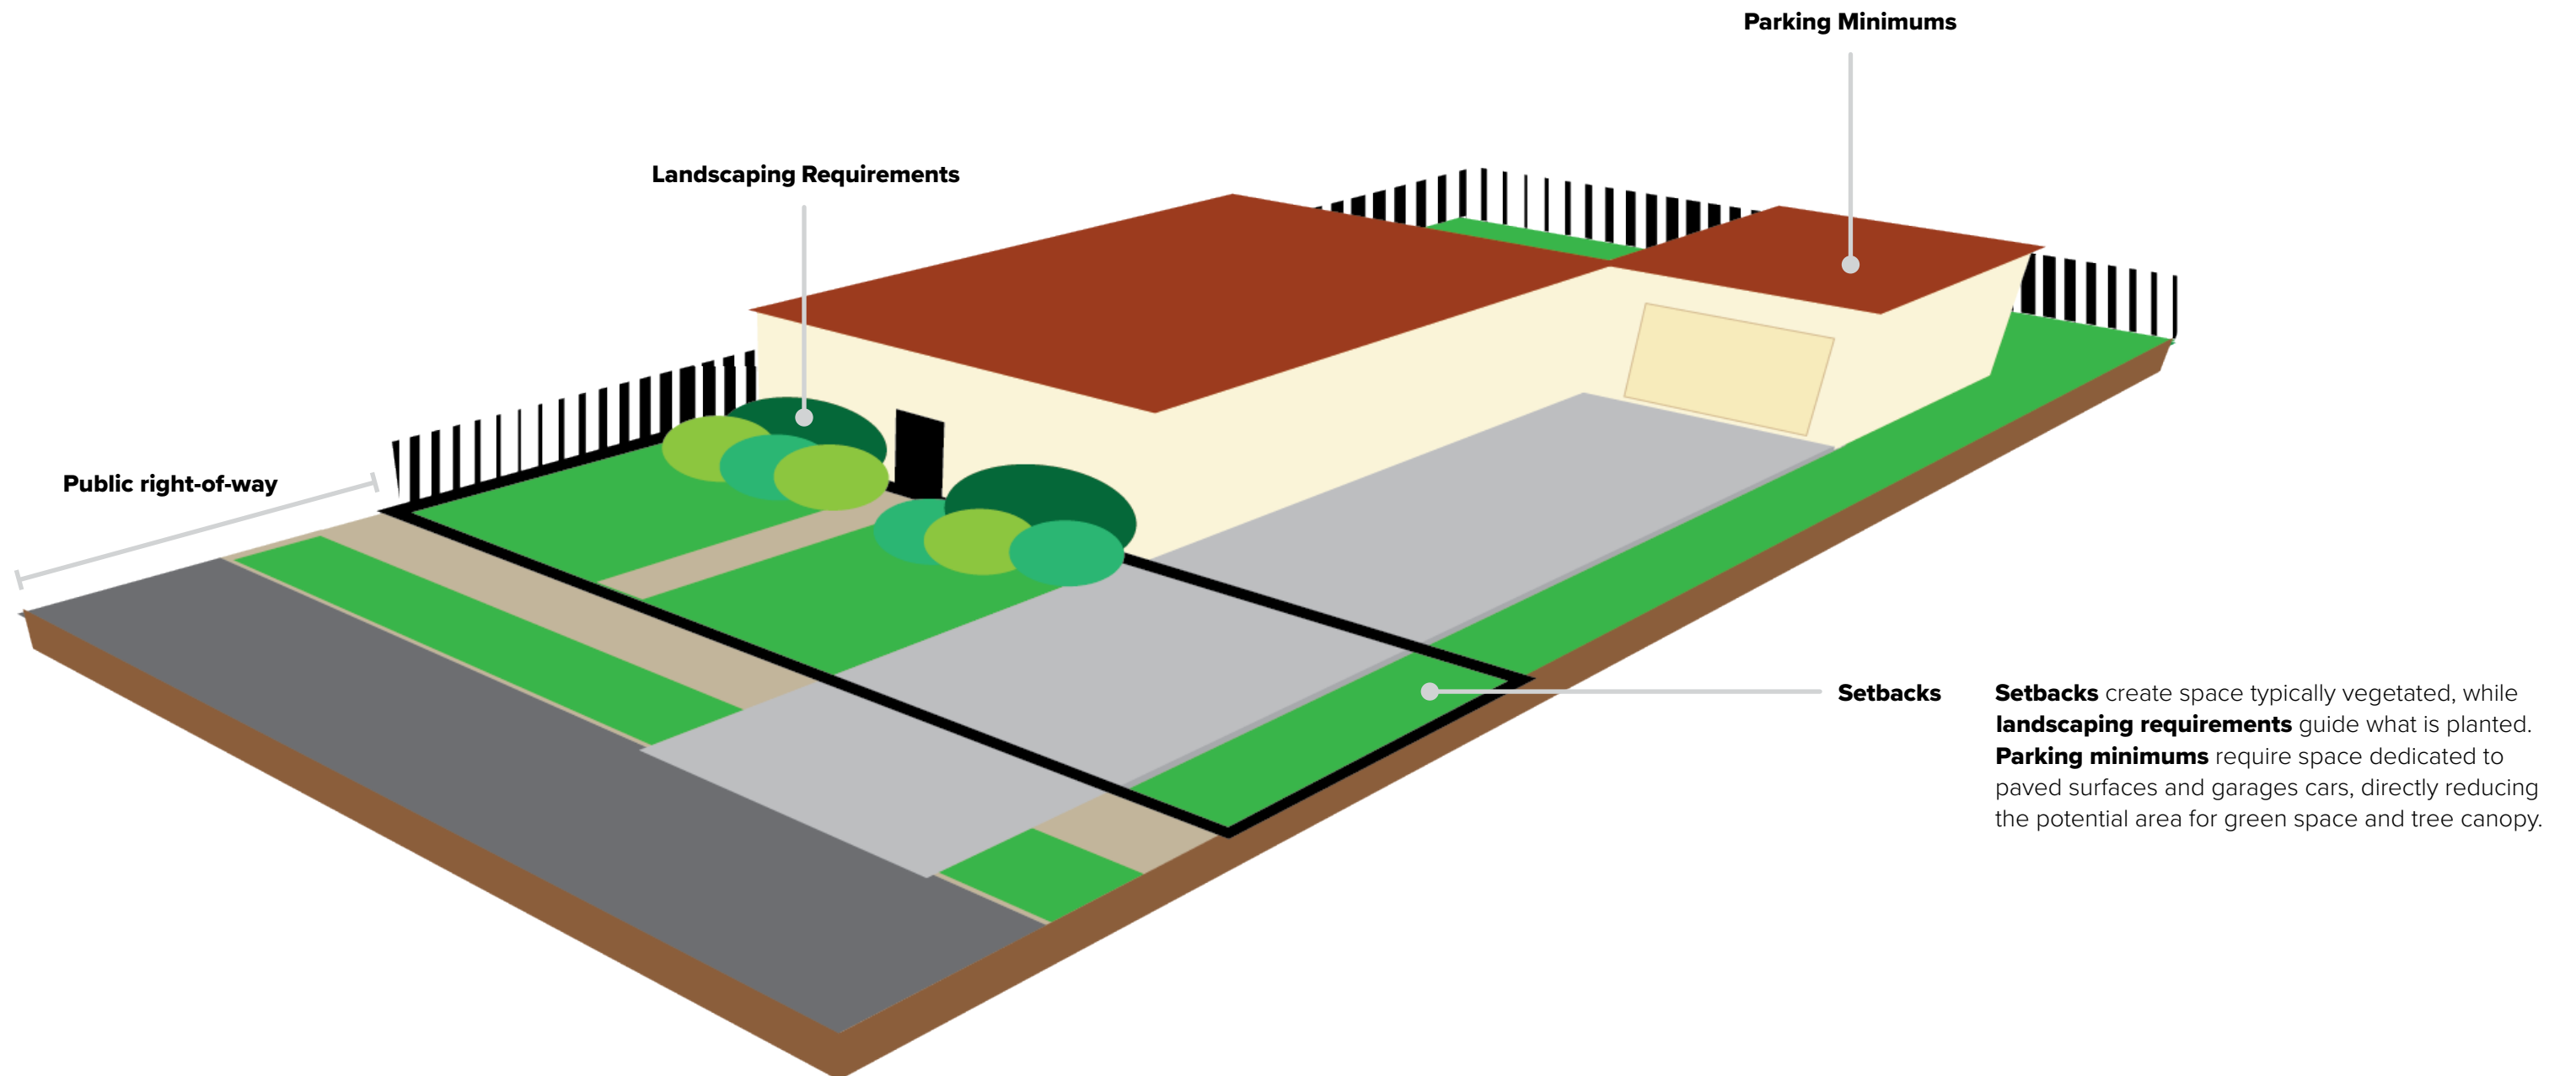 Parking Minimums
Landscaping Requirements
Public right-of-way
Setbacks
Setbacks create space typically vegetated, while
landscaping requirements guide what is planted.
Parking minimums require space dedicated to
paved surfaces and garages cars, directly reducing
the potential area for green space and tree canopy.